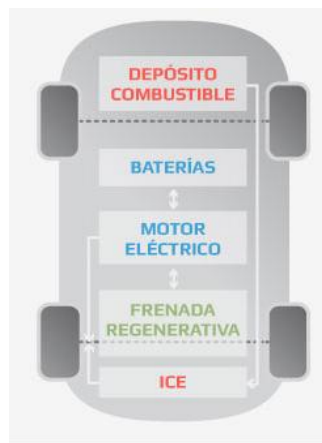 DEPÓSITO
COMBUSTIBLE
BATERÍAS
MOTOR
ELÉCTRICO
FRENADA
REGENERATIVA
ICE